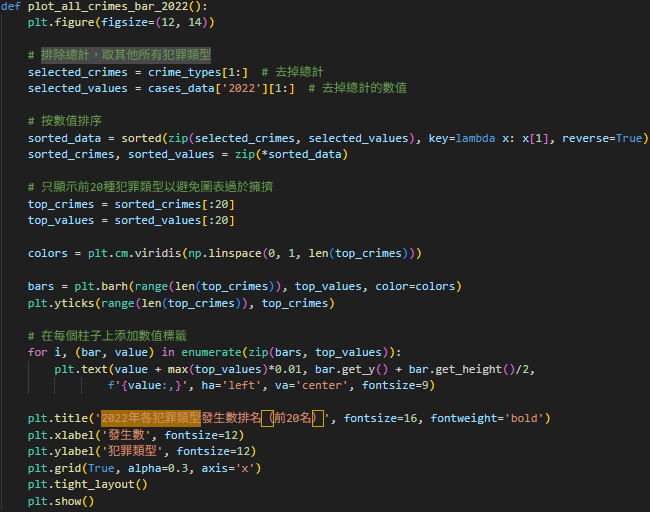 def plot_all_crimes_bar_2022():
    plt.figure(figsize=(12, 14))
    # 排除總計，取其他所有犯罪類型
    selected_crimes = crime_types[1:]  # 去掉總計
    selected_values = cases_data['2022'][1:]  # 去掉總計的數值
    # 按數值排序
    sorted_data = sorted(zip(selected_crimes, selected_values), key=lambda x: x[1], reverse=True)
    sorted_crimes, sorted_values = zip(*sorted_data)
    # 只顯示前20種犯罪類型以避免圖表過於擁擠
    top_crimes = sorted_crimes[:20]
    top_values = sorted_values[:20]
    colors = plt.cm.viridis(np.linspace(0, 1, len(top_crimes)))
    bars = plt.barh(range(len(top_crimes)), top_values, color=colors)
    plt.yticks(range(len(top_crimes)), top_crimes)
    # 在每個柱子上添加數值標籤
    for i, (bar, value) in enumerate(zip(bars, top_values)):
        plt.text(value + max(top_values)*0.01, bar.get_y() + bar.get_height()/2,
                f'{value:,}', ha='left', va='center', fontsize=9)
    plt.title('2022年各犯罪類型發生數排名（前20名）', fontsize=16, fontweight='bold')
    plt.xlabel('發生數', fontsize=12)
    plt.ylabel('犯罪類型', fontsize=12)
    plt.grid(True, alpha=0.3, axis='x')
    plt.tight_layout()
    plt.show()